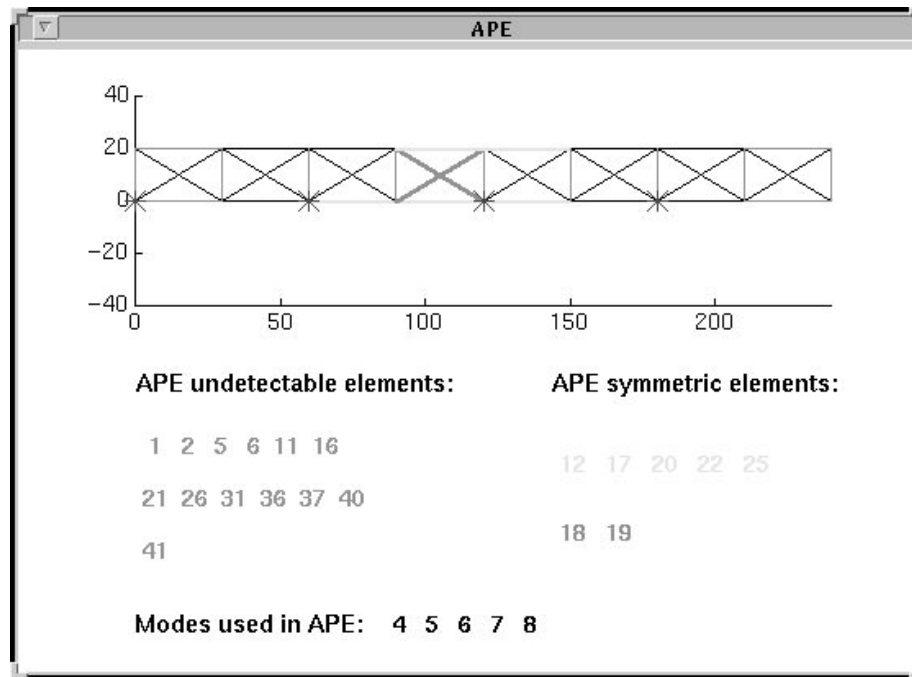 APE
40
20
0
−20
−40
0 50 100 150 200
APE undetectable elements:
1 2 5 6 11 16
21 26 31 36 37 40
41
APE symmetric elements:
12 17 20 22 25
18 19
Modes used in APE: 4 5 6 7 8